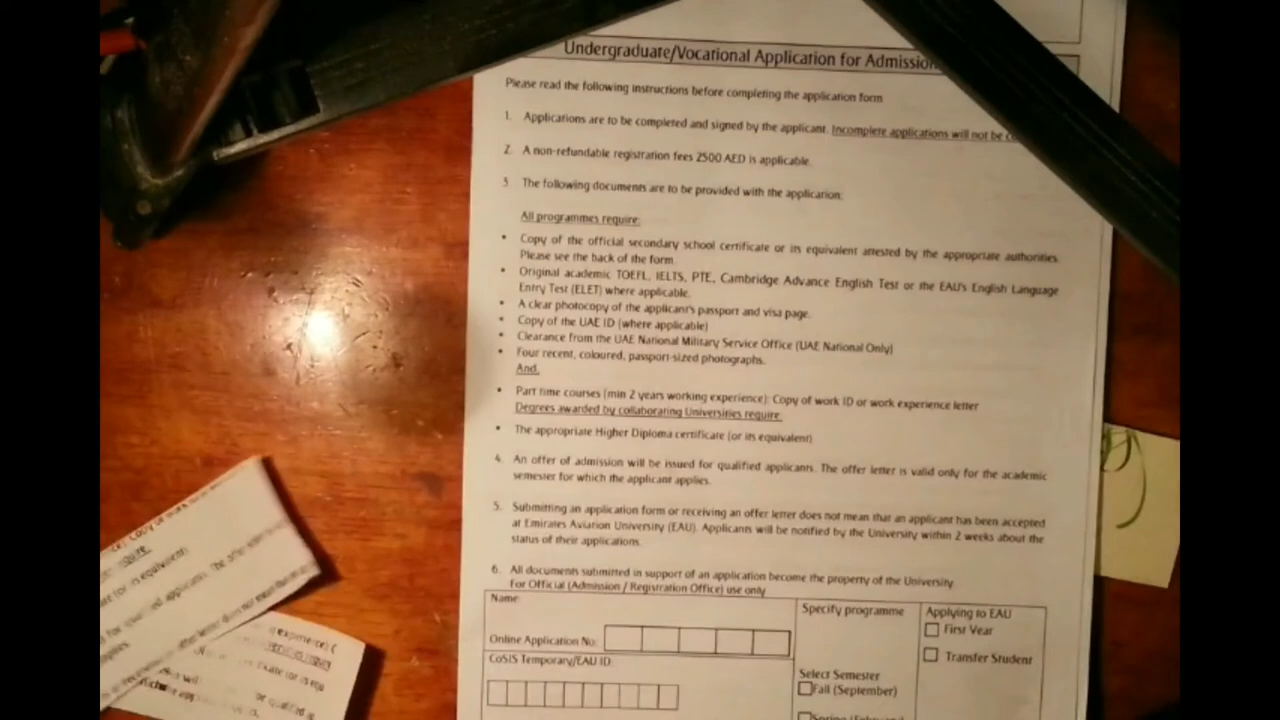 Undergraduate/Vocational Application for Admission
Please read the following instructions before completing the application form
1. Applications are to be completed and signed by the applicant. Incomplete applications will not be
2. A non-refundable registration fees 2500 AED is applicable.
3. The following documents are to be provided with the application:
All programmes require:
• Copy of the official secondary school certificate or its equivalent attested by the appropriate authorities.
Please see the back of the form.
• Original academic TOEFL, IELTS, PTE, Cambridge Advance English Test or the EAU's English Language
Entry Test (ELET) where applicable.
• A clear photocopy of the applicant's passport and visa page.
• Copy of the UAE ID (where applicable)
• Clearance from the UAE National Military Service Office (UAE National Only)
• Four recent, coloured, passport-sized photographs.
And,
• Part time courses (min 2 years working experience): Copy of work ID or work experience letter
Degrees awarded by collaborating Universities require:
• The appropriate Higher Diploma certificate (or its equivalent)
4. An offer of admission will be issued for qualified applicants. The offer letter is valid only for the academic
semester for which the applicant applies.
5. Submitting an application form or receiving an offer letter does not mean that an applicant has been accepted
at Emirates Aviation University (EAU). Applicants will be notified by the University within 2 weeks about the
status of their applications.
6. All documents submitted in support of an application become the property of the University.
For Official (Admission / Registration Office) use only
Name:
Online Application No:
CoSIS Temporary/EAU ID:
Specify programme
Select Semester
Fall (September)
Applying to EAU
First Year
Transfer Student
(or its equivalent)
experience) (